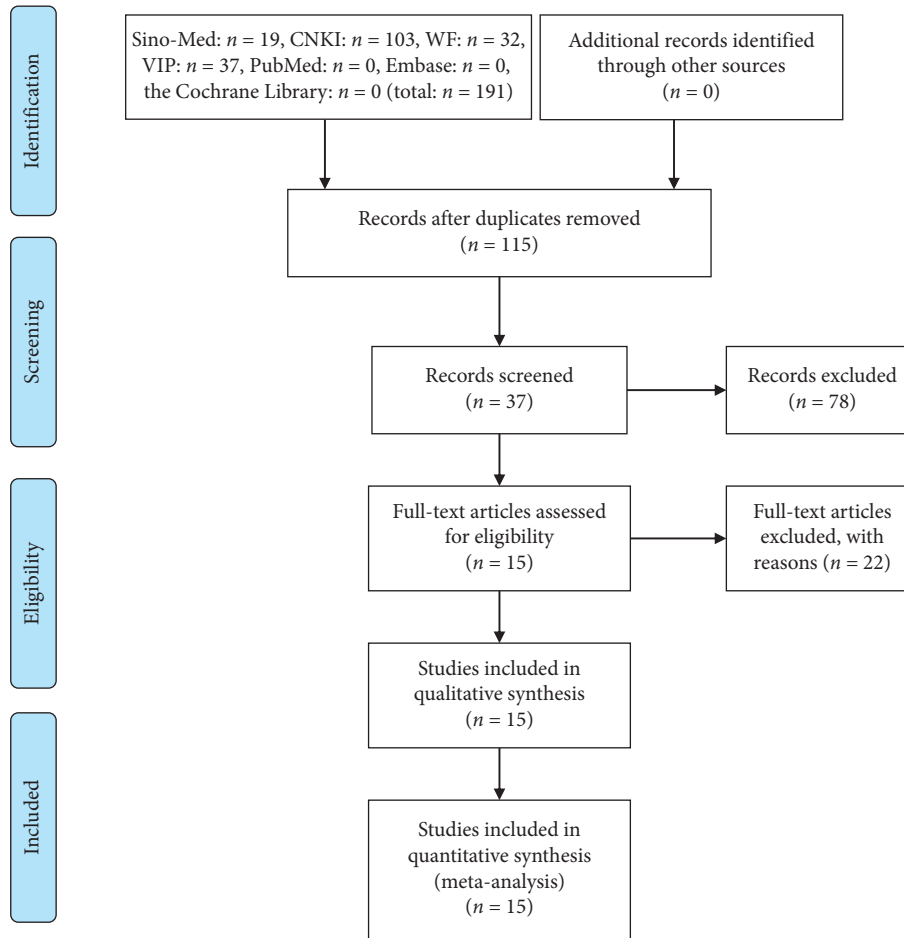 Identification
Sino-Med: n = 19, CNKI: n = 103, WF: n = 32,
VIP: n = 37, PubMed: n = 0, Embase: n = 0,
the Cochrane Library: n = 0 (total: n = 191)
Additional records identified
through other sources
(n = 0)
Records after duplicates removed
(n = 115)
Screening
Records screened
(n = 37)
Records excluded
(n = 78)
Eligibility
Full-text articles assessed
for eligibility
(n = 15)
Full-text articles
excluded, with
reasons (n = 22)
Studies included in
qualitative synthesis
(n = 15)
Included
Studies included in
quantitative synthesis
(meta-analysis)
(n = 15)